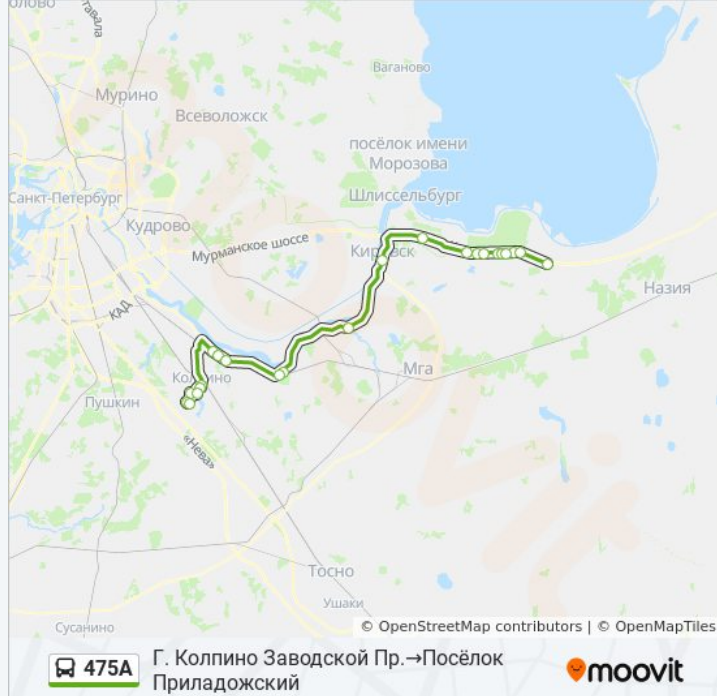 олово
тавала
Ваганово
Мурино
Всеволожск
посёлок имени
Морозова
Шлиссельбург
Санкт-Петербург
Кудрово
Мурманское шоссе
Кировск
Назия
КАД
Колпино
Мга
Пушкин
«Нева»
Тосно
Ушаки
Сусанино
© OpenStreetMap contributors | © OpenMapTiles
475А
Г. Колпино Заводской Пр.→Посёлок
Приладожский
moovit